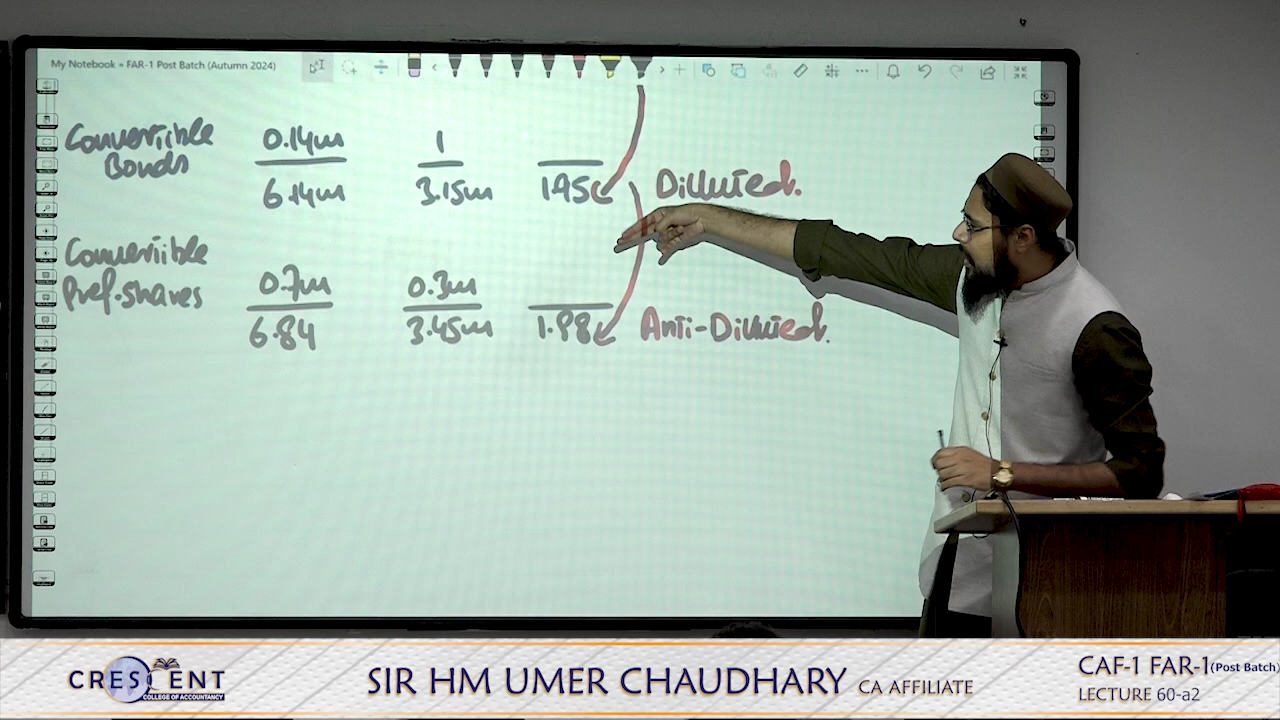 My Notebook » FAR-1 Post Batch (Autumn 2024)
Convertible Bonds 0.14m 1
6.14m 3.15m 1.95 Diluted.
Convertible
Pref.shares 0.7m 0.3m
6.84 3.45m 1.98 Anti-Diluted.
CRESCENT
COLLEGE OF ACCOUNTANCY
SIR HM UMER CHAUDHARY CA AFFILIATE
CAF-1 FAR-1 (Post Batch)
LECTURE 60-a2